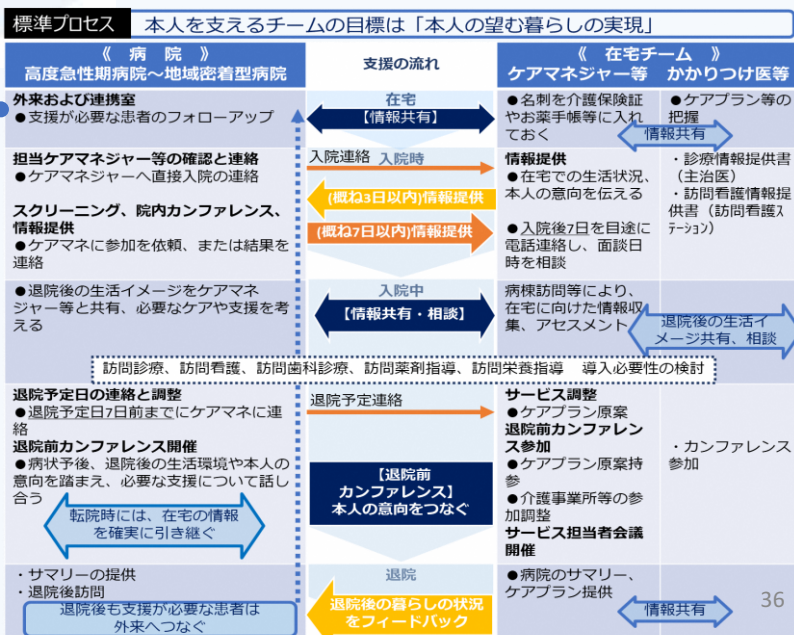 標準プロセス
本人を支えるチームの目標は「本人の望む暮らしの実現」
《 病 院 》
高度急性期病院～地域密着型病院
支援の流れ
《 在宅チーム 》
ケアマネジャー等 かかりつけ医等
外来および連携室
●支援が必要な患者のフォローアップ
在宅
【情報共有】
●名刺を介護保険証
やお薬手帳等に入れ
ておく
●ケアプラン等の
把握
情報共有
担当ケアマネジャー等の確認と連絡
●ケアマネジャーへ直接入院の連絡
スクリーニング、院内カンファレンス、
情報提供
●ケアマネに参加を依頼、または結果を
連絡
入院連絡 入院時
(概ね3日以内)情報提供
(概ね7日以内)情報提供
情報提供
●在宅での生活状況、
本人の意向を伝える
●入院後7日を目途に
電話連絡し、面談日
時を相談
・診療情報提供書
（主治医）
・訪問看護情報提
供書（訪問看護ｽ
ﾃｰｼｮﾝ）
●退院後の生活イメージをケアマネ
ジャー等と共有、必要なケアや支援を考
える
入院中
【情報共有・相談】
病棟訪問等により、
在宅に向けた情報収
集、アセスメント
退院後の生活イ
メージ共有、相談
訪問診療、訪問看護、訪問歯科診療、訪問薬剤指導、訪問栄養指導 導入必要性の検討
退院予定日の連絡と調整
●退院予定日7日前までにケアマネに連
絡
退院前カンファレンス開催
●病状予後、退院後の生活環境や本人の
意向を踏まえ、必要な支援について話し
合う
転院時には、在宅の情報
を確実に引き継ぐ
退院予定連絡
【退院前
カンファレンス】
本人の意向をつなぐ
サービス調整
●ケアプラン原案
退院前カンファレン
ス参加
●ケアプラン原案持
参
●介護事業所等の参
加調整
サービス担当者会議
開催
・カンファレンス
参加
・サマリーの提供
・退院後訪問
退院後も支援が必要な患者は
外来へつなぐ
退院
退院後の暮らしの状況
をフィードバック
●病院のサマリー、
ケアプラン提供
情報共有
36